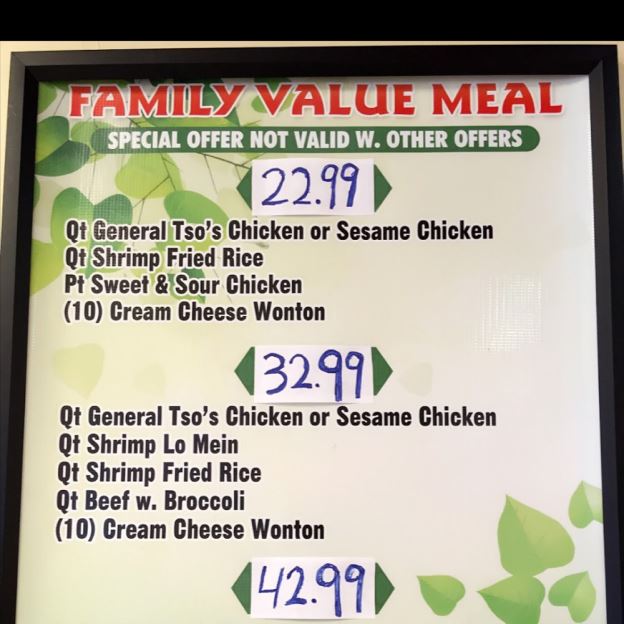 FAMILY VALUE MEAL
SPECIAL OFFER NOT VALID W. OTHER OFFERS
22.99
Qt General Tso's Chicken or Sesame Chicken
Qt Shrimp Fried Rice
Pt Sweet & Sour Chicken
(10) Cream Cheese Wonton
32.99
Qt General Tso's Chicken or Sesame Chicken
Qt Shrimp Lo Mein
Qt Shrimp Fried Rice
Qt Beef w. Broccoli
(10) Cream Cheese Wonton
42.99